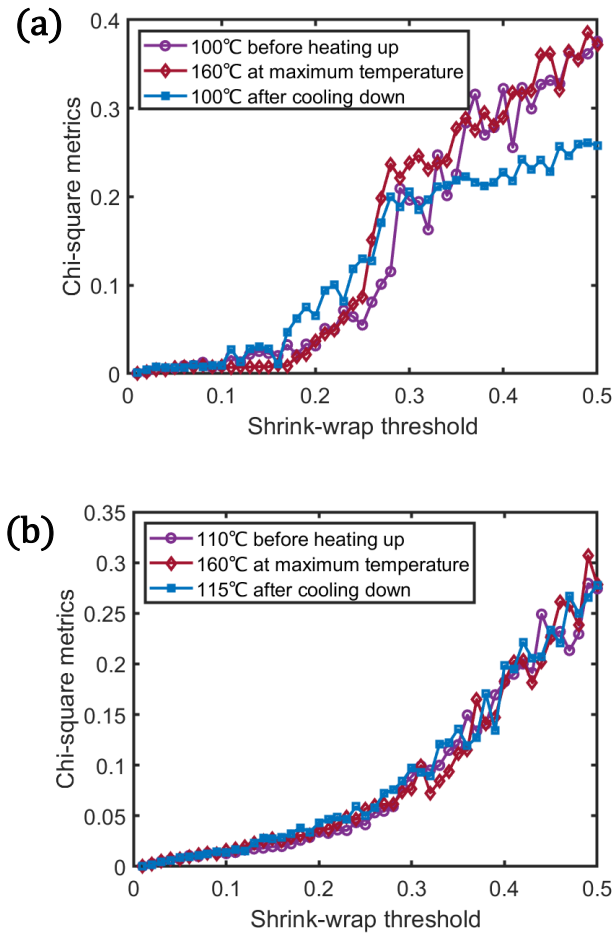 (a)
100℃ before heating up
160℃ at maximum temperature
100℃ after cooling down
Chi-square metrics
0.4
0.3
0.2
0.1
0
0 0.1 0.2 0.3 0.4 0.5
Shrink-wrap threshold
(b)
110℃ before heating up
160℃ at maximum temperature
115℃ after cooling down
Chi-square metrics
0.35
0.3
0.25
0.2
0.15
0.1
0.05
0
0 0.1 0.2 0.3 0.4 0.5
Shrink-wrap threshold